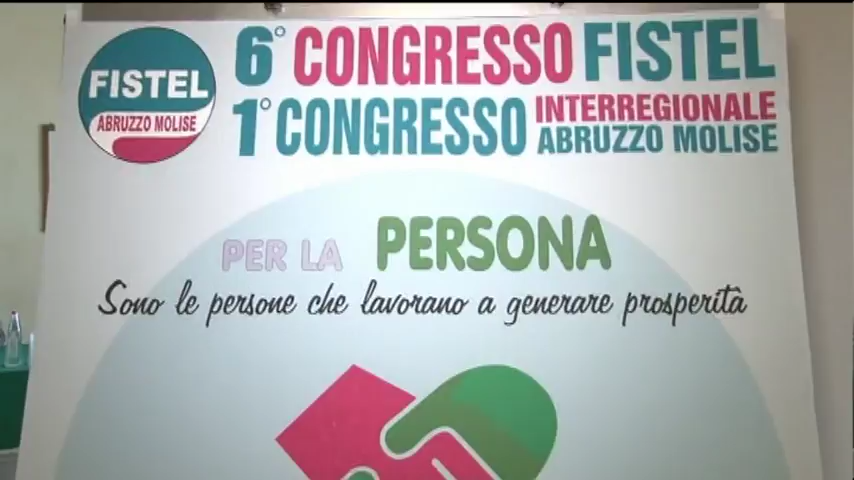 FISTEL
ABRUZZO MOLISE
6° CONGRESSO FISTEL
1° CONGRESSO INTERREGIONALE
ABRUZZO MOLISE
PER LA PERSONA
Sono le persone che lavorano a generare prosperità